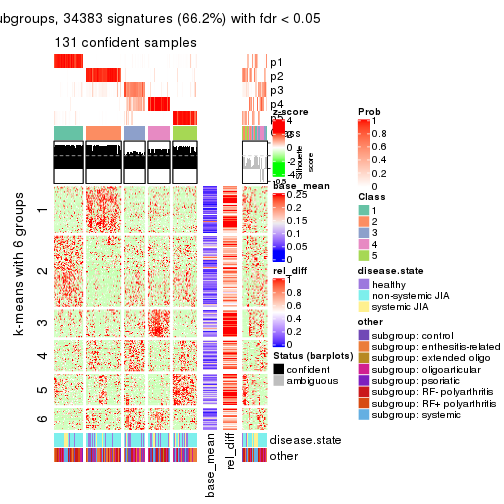 ubgroups, 34383 signatures (66.2%) with fdr < 0.05
131 confident samples
p1
p2
p3
p4
p5
Class
z-score
4
2
0
-2
-4
Silhouette
score
base_mean
0.25
0.2
0.15
0.1
0.05
0
rel_diff
1
0.8
0.6
0.4
0.2
0
Status (barplots)
confident
ambiguous
Prob
1
0.8
0.6
0.4
0.2
0
Class
1
2
3
4
5
disease.state
healthy
non-systemic JIA
systemic JIA
other
subgroup: control
subgroup: enthesitis-related
subgroup: extended oligo
subgroup: oligoarticular
subgroup: psoriatic
subgroup: RF- polyarthritis
subgroup: RF+ polyarthritis
subgroup: systemic
k-means with 6 groups
1
2
3
4
5
6
disease.state
other
base_mean
rel_diff